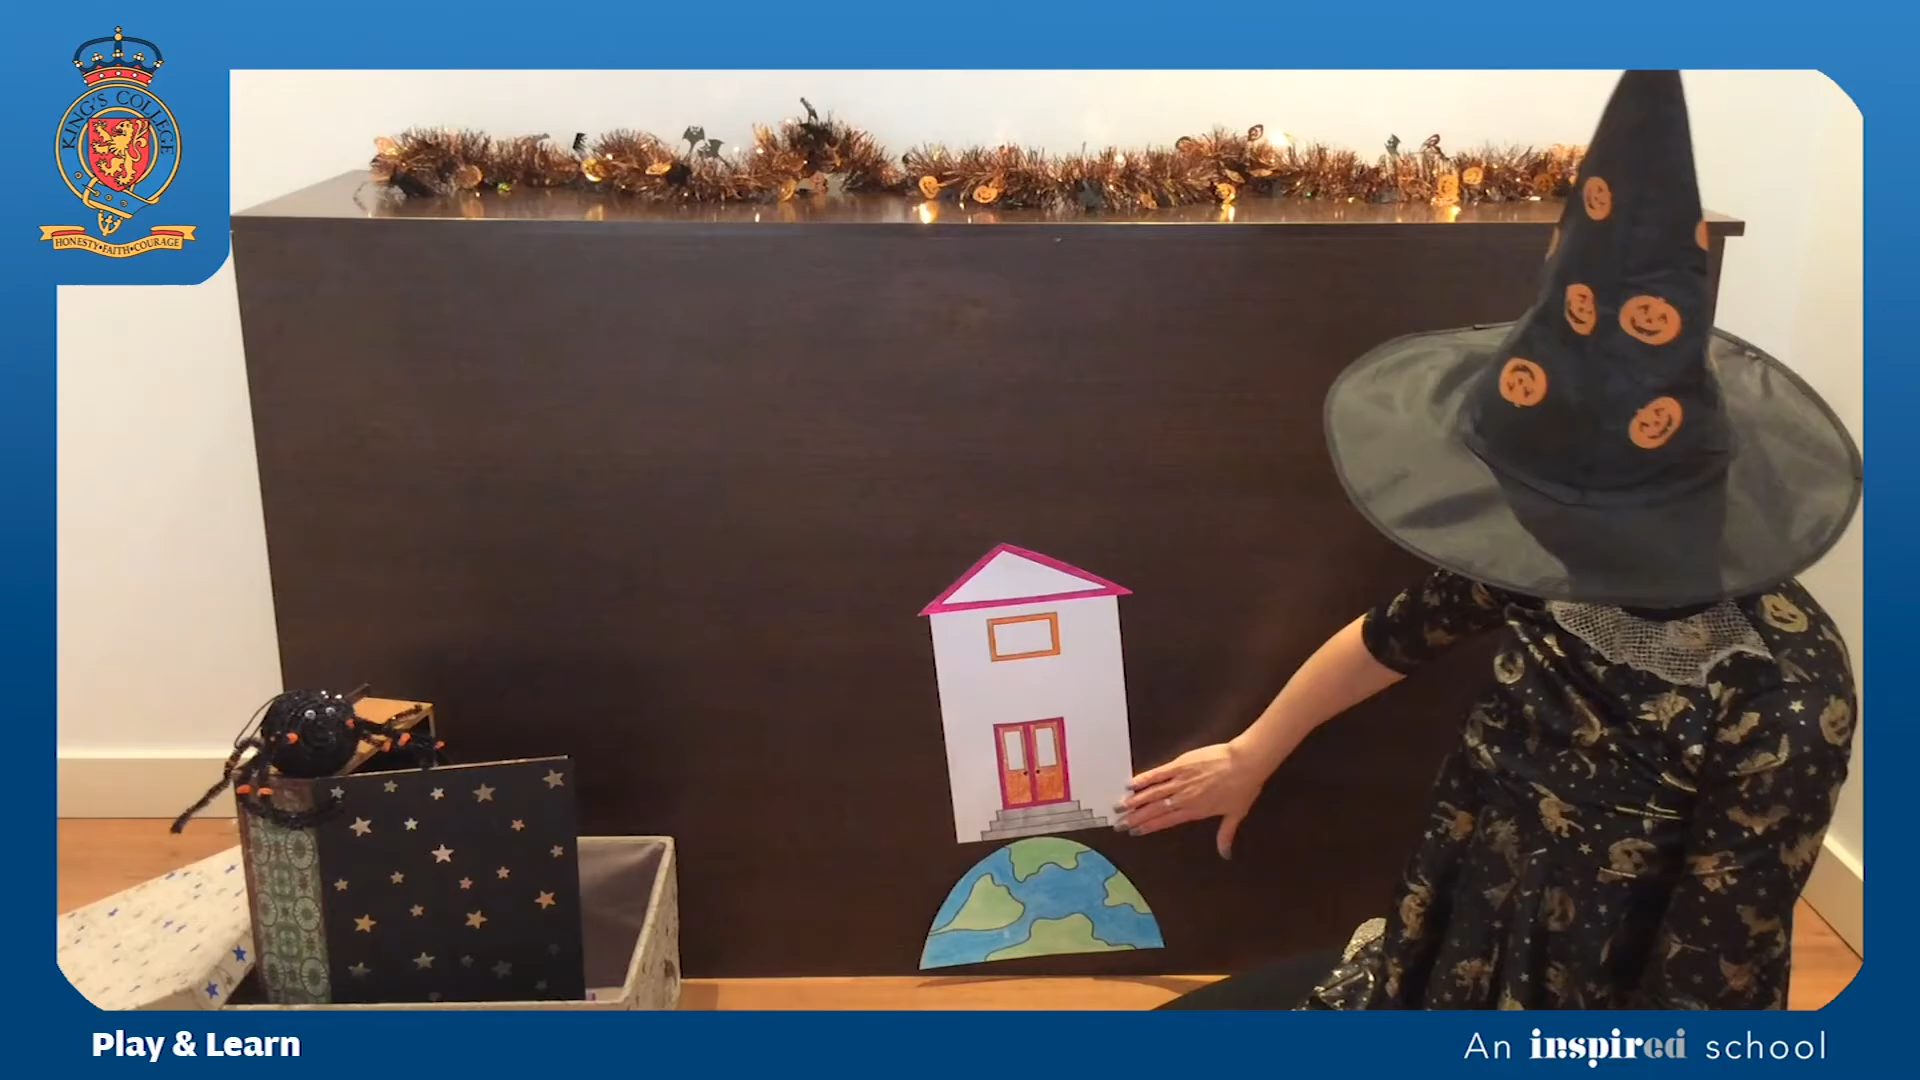 KING'S COLLEGE
HONESTY•FAITH•COURAGE
Play & Learn
An inspired school